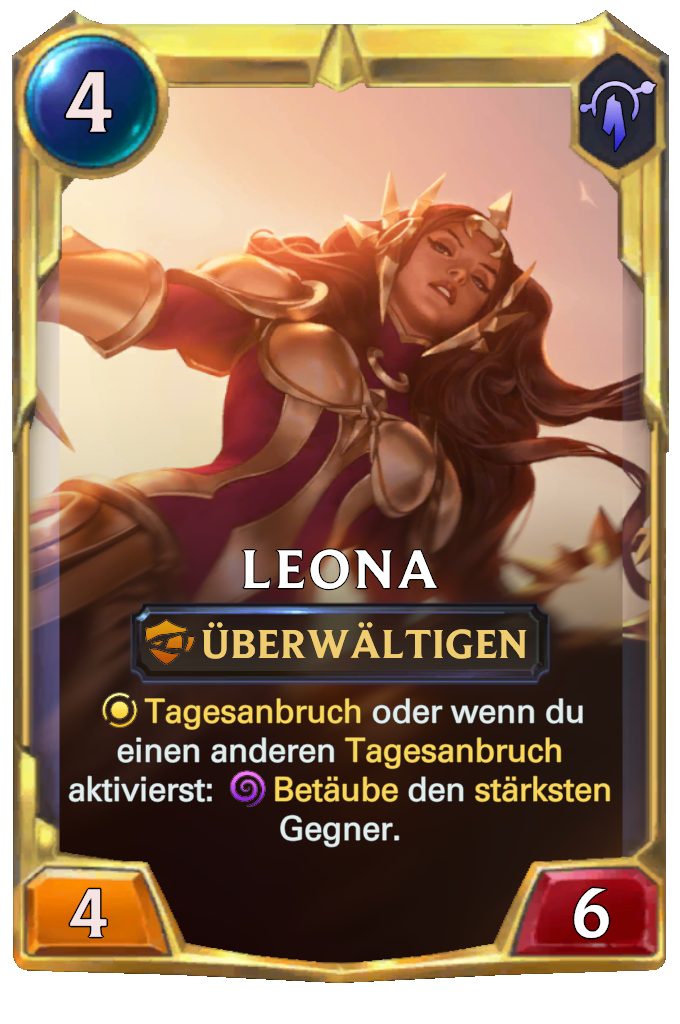 4
LEONA
ÜBERWÄLTIGEN
Tagesanbruch oder wenn du
einen anderen Tagesanbruch
aktivierst: Betäube den stärksten
Gegner.
4
6